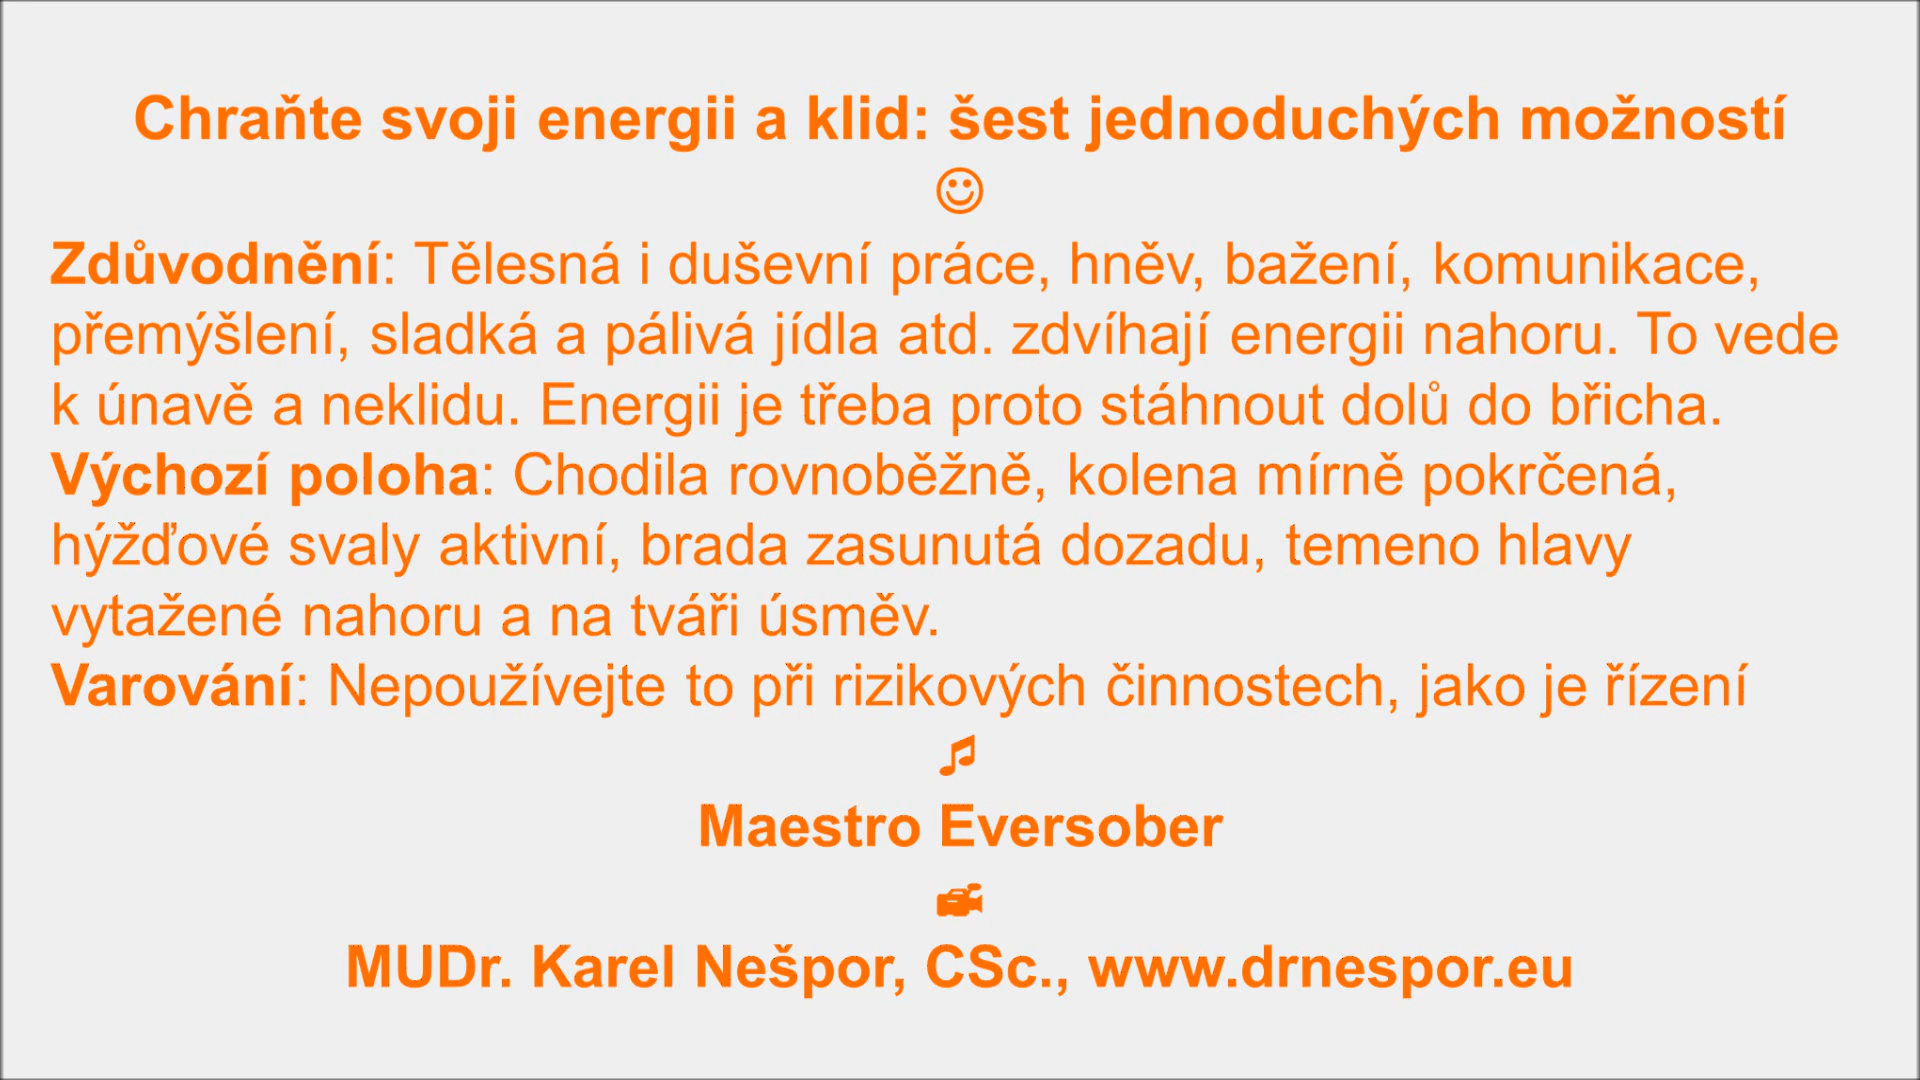 Chraňte svoji energii a klid: šest jednoduchých možností
☺
Zdůvodnění: Tělesná i duševní práce, hněv, bažení, komunikace,
přemýšlení, sladká a pálivá jídla atd. zdvíhají energii nahoru. To vede
k únavě a neklidu. Energii je třeba proto stáhnout dolů do břicha.
Výchozí poloha: Chodila rovnoběžně, kolena mírně pokrčená,
hýžďové svaly aktivní, brada zasunutá dozadu, temeno hlavy
vytažené nahoru a na tváři úsměv.
Varování: Nepoužívejte to při rizikových činnostech, jako je řízení
♫
Maestro Eversober
MUDr. Karel Nešpor, CSc., www.drnespor.eu